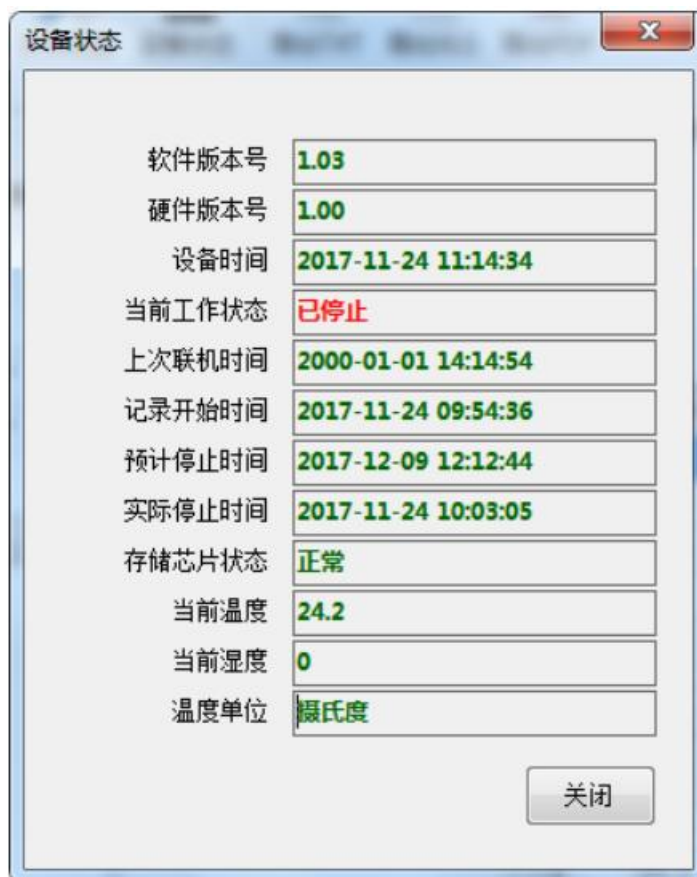 设备状态
软件版本号 1.03
硬件版本号 1.00
设备时间 2017-11-24 11:14:34
当前工作状态 已停止
上次联机时间 2000-01-01 14:14:54
记录开始时间 2017-11-24 09:54:36
预计停止时间 2017-12-09 12:12:44
实际停止时间 2017-11-24 10:03:05
存储芯片状态 正常
当前温度 24.2
当前湿度 0
温度单位 摄氏度
关闭